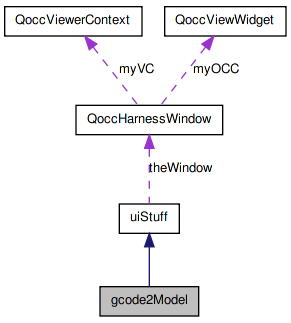 QoccViewerContext
QoccViewWidget
myVC
myOCC
QoccHarnessWindow
theWindow
uiStuff
gcode2Model